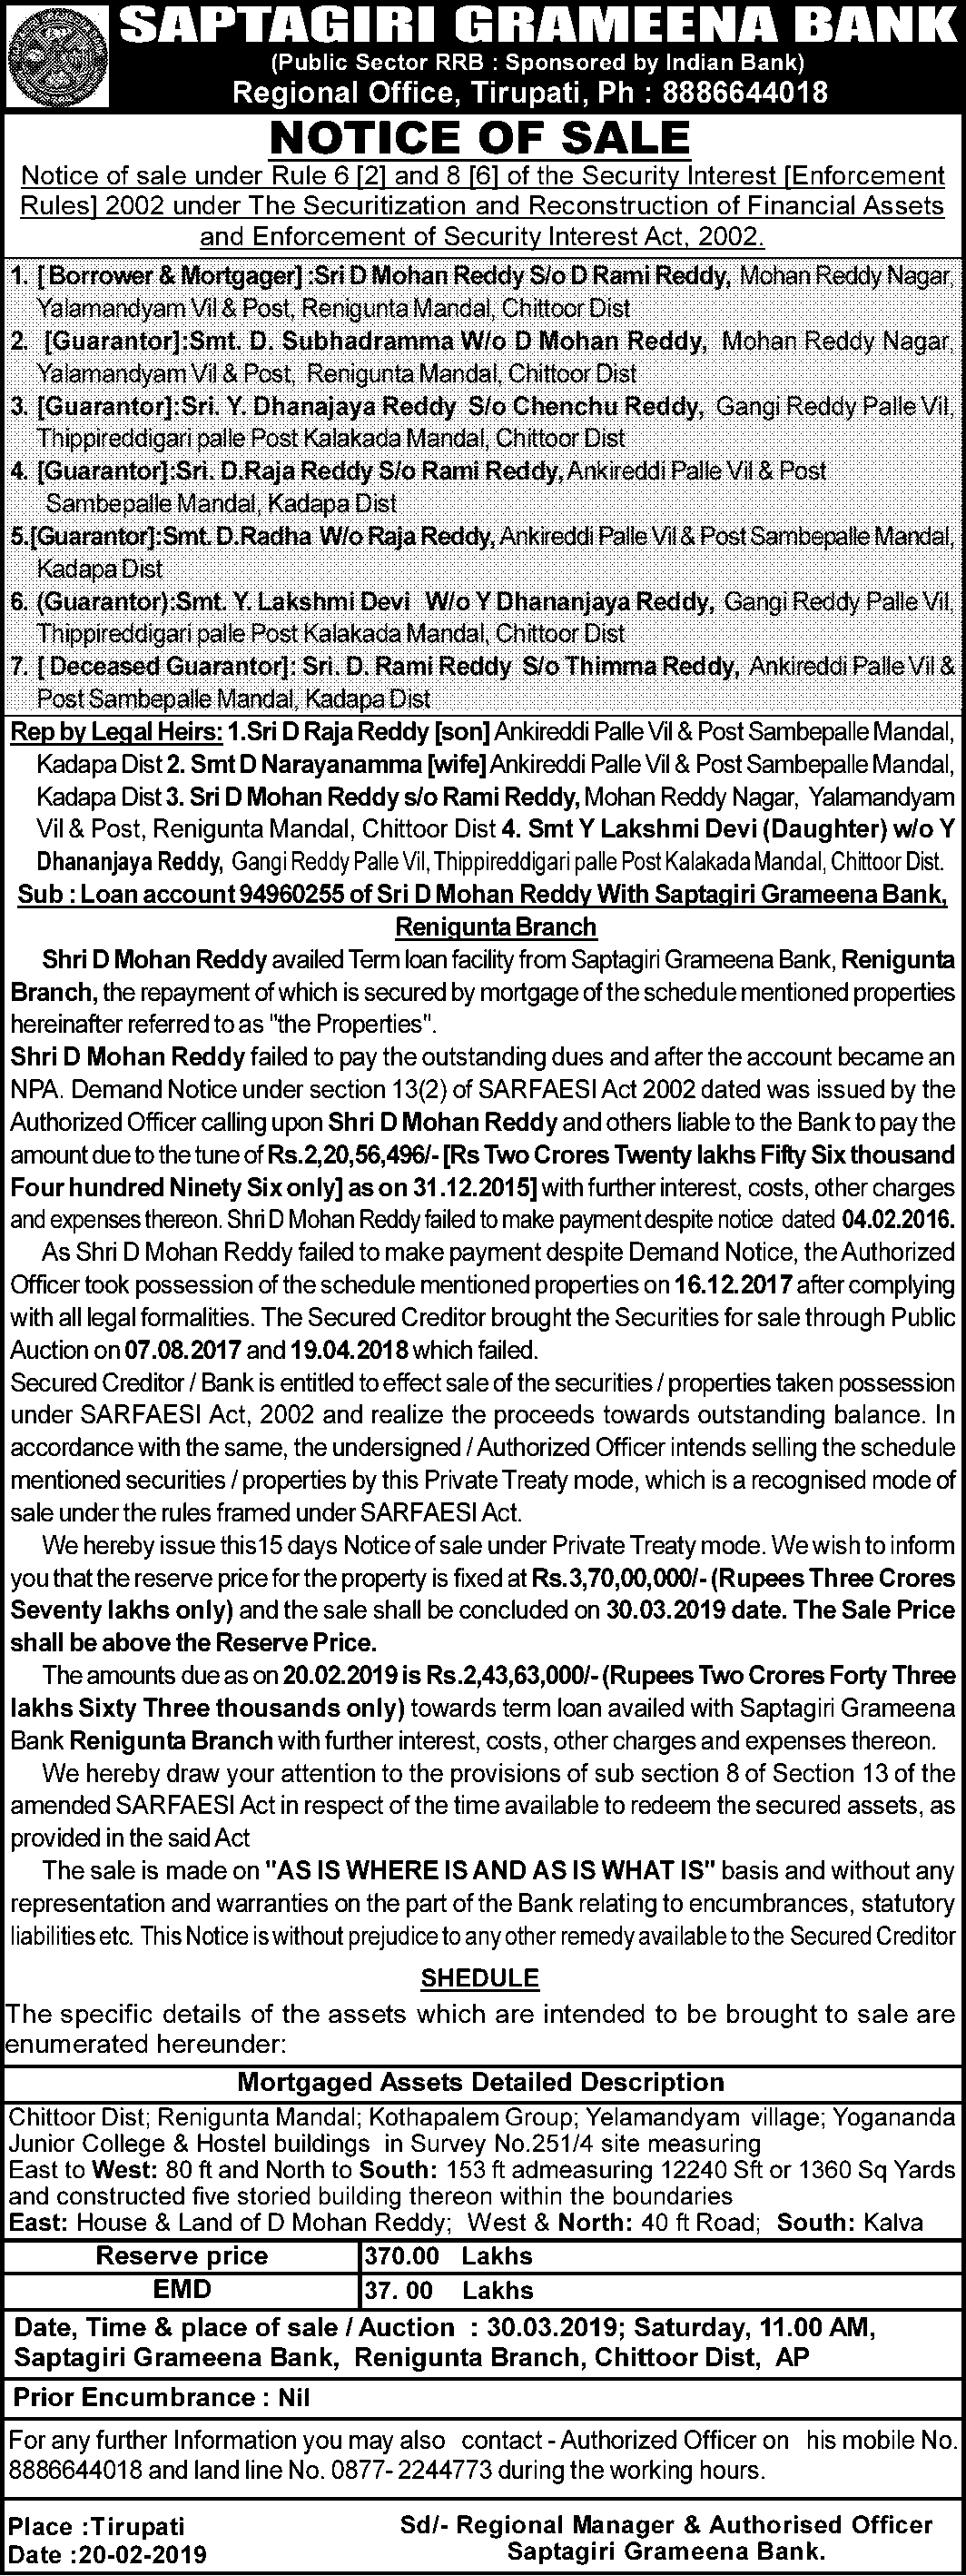 SAPTAGIRI GRAMEENA BANK
(Public Sector RRB : Sponsored by Indian Bank)
Regional Office, Tirupati, Ph : 8886644018
NOTICE OF SALE
Notice of sale under Rule 6 [2] and 8 [6] of the Security Interest [Enforcement
Rules] 2002 under The Securitization and Reconstruction of Financial Assets
and Enforcement of Security Interest Act, 2002.
1. [ Borrower & Mortgager] :Sri D Mohan Reddy S/o D Rami Reddy, Mohan Reddy Nagar,
Yalamandyam Vil & Post, Renigunta Mandal, Chittoor Dist
2. [Guarantor]:Smt. D. Subhadramma W/o D Mohan Reddy, Mohan Reddy Nagar,
Yalamandyam Vil & Post, Renigunta Mandal, Chittoor Dist
3. [Guarantor]:Sri. Y. Dhanajaya Reddy S/o Chenchu Reddy, Gangi Reddy Palle Vil,
Thippireddigari palle Post Kalakada Mandal, Chittoor Dist
4. [Guarantor]:Sri. D.Raja Reddy S/o Rami Reddy, Ankireddi Palle Vil & Post
Sambepalle Mandal, Kadapa Dist
5.[Guarantor]:Smt. D.Radha W/o Raja Reddy, Ankireddi Palle Vil & Post Sambepalle Mandal,
Kadapa Dist
6. (Guarantor):Smt. Y. Lakshmi Devi W/o Y Dhananjaya Reddy, Gangi Reddy Palle Vil,
Thippireddigari palle Post Kalakada Mandal, Chittoor Dist
7. [ Deceased Guarantor]: Sri. D. Rami Reddy S/o Thimma Reddy, Ankireddi Palle Vil &
Post Sambepalle Mandal, Kadapa Dist
Rep by Legal Heirs: 1.Sri D Raja Reddy [son] Ankireddi Palle Vil & Post Sambepalle Mandal,
Kadapa Dist 2. Smt D Narayanamma [wife] Ankireddi Palle Vil & Post Sambepalle Mandal,
Kadapa Dist 3. Sri D Mohan Reddy s/o Rami Reddy, Mohan Reddy Nagar, Yalamandyam
Vil & Post, Renigunta Mandal, Chittoor Dist 4. Smt Y Lakshmi Devi (Daughter) w/o Y
Dhananjaya Reddy, Gangi Reddy Palle Vil, Thippireddigari palle Post Kalakada Mandal, Chittoor Dist.
Sub : Loan account 94960255 of Sri D Mohan Reddy With Saptagiri Grameena Bank,
Renigunta Branch
Shri D Mohan Reddy availed Term loan facility from Saptagiri Grameena Bank, Renigunta
Branch, the repayment of which is secured by mortgage of the schedule mentioned properties
hereinafter referred to as "the Properties".
Shri D Mohan Reddy failed to pay the outstanding dues and after the account became an
NPA. Demand Notice under section 13(2) of SARFAESI Act 2002 dated was issued by the
Authorized Officer calling upon Shri D Mohan Reddy and others liable to the Bank to pay the
amount due to the tune of Rs.2,20,56,496/- [Rs Two Crores Twenty lakhs Fifty Six thousand
Four hundred Ninety Six only] as on 31.12.2015] with further interest, costs, other charges
and expenses thereon. Shri D Mohan Reddy failed to make payment despite notice dated 04.02.2016.
As Shri D Mohan Reddy failed to make payment despite Demand Notice, the Authorized
Officer took possession of the schedule mentioned properties on 16.12.2017 after complying
with all legal formalities. The Secured Creditor brought the Securities for sale through Public
Auction on 07.08.2017 and 19.04.2018 which failed.
Secured Creditor / Bank is entitled to effect sale of the securities / properties taken possession
under SARFAESI Act, 2002 and realize the proceeds towards outstanding balance. In
accordance with the same, the undersigned / Authorized Officer intends selling the schedule
mentioned securities / properties by this Private Treaty mode, which is a recognised mode of
sale under the rules framed under SARFAESI Act.
We hereby issue this15 days Notice of sale under Private Treaty mode. We wish to inform
you that the reserve price for the property is fixed at Rs.3,70,00,000/- (Rupees Three Crores
Seventy lakhs only) and the sale shall be concluded on 30.03.2019 date. The Sale Price
shall be above the Reserve Price.
The amounts due as on 20.02.2019 is Rs.2,43,63,000/- (Rupees Two Crores Forty Three
lakhs Sixty Three thousands only) towards term loan availed with Saptagiri Grameena
Bank Renigunta Branch with further interest, costs, other charges and expenses thereon.
We hereby draw your attention to the provisions of sub section 8 of Section 13 of the
amended SARFAESI Act in respect of the time available to redeem the secured assets, as
provided in the said Act
The sale is made on "AS IS WHERE IS AND AS IS WHAT IS" basis and without any
representation and warranties on the part of the Bank relating to encumbrances, statutory
liabilities etc. This Notice is without prejudice to any other remedy available to the Secured Creditor
SHEDULE
The specific details of the assets which are intended to be brought to sale are
enumerated hereunder:
Mortgaged Assets Detailed Description
Chittoor Dist; Renigunta Mandal; Kothapalem Group; Yelamandyam village; Yogananda
Junior College & Hostel buildings in Survey No.251/4 site measuring
East to West: 80 ft and North to South: 153 ft admeasuring 12240 Sft or 1360 Sq Yards
and constructed five storied building thereon within the boundaries
East: House & Land of D Mohan Reddy; West & North: 40 ft Road; South: Kalva
Reserve price 370.00 Lakhs
EMD 37. 00 Lakhs
Date, Time & place of sale / Auction : 30.03.2019; Saturday, 11.00 AM,
Saptagiri Grameena Bank, Renigunta Branch, Chittoor Dist, AP
Prior Encumbrance : Nil
For any further Information you may also contact - Authorized Officer on his mobile No.
8886644018 and land line No. 0877- 2244773 during the working hours.
Place :Tirupati Sd/- Regional Manager & Authorised Officer
Date :20-02-2019 Saptagiri Grameena Bank.